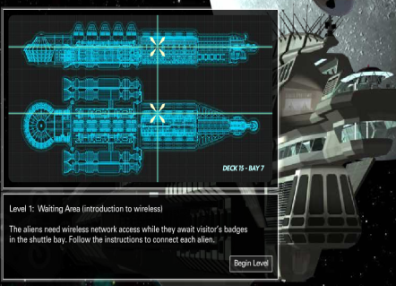 DECK 15 - BAY 7
Level 1: Waiting Area (introduction to wireless)
The aliens need wireless network access while they await visitor's badges
in the shuttle bay. Follow the instructions to connect each alien.
Begin Level